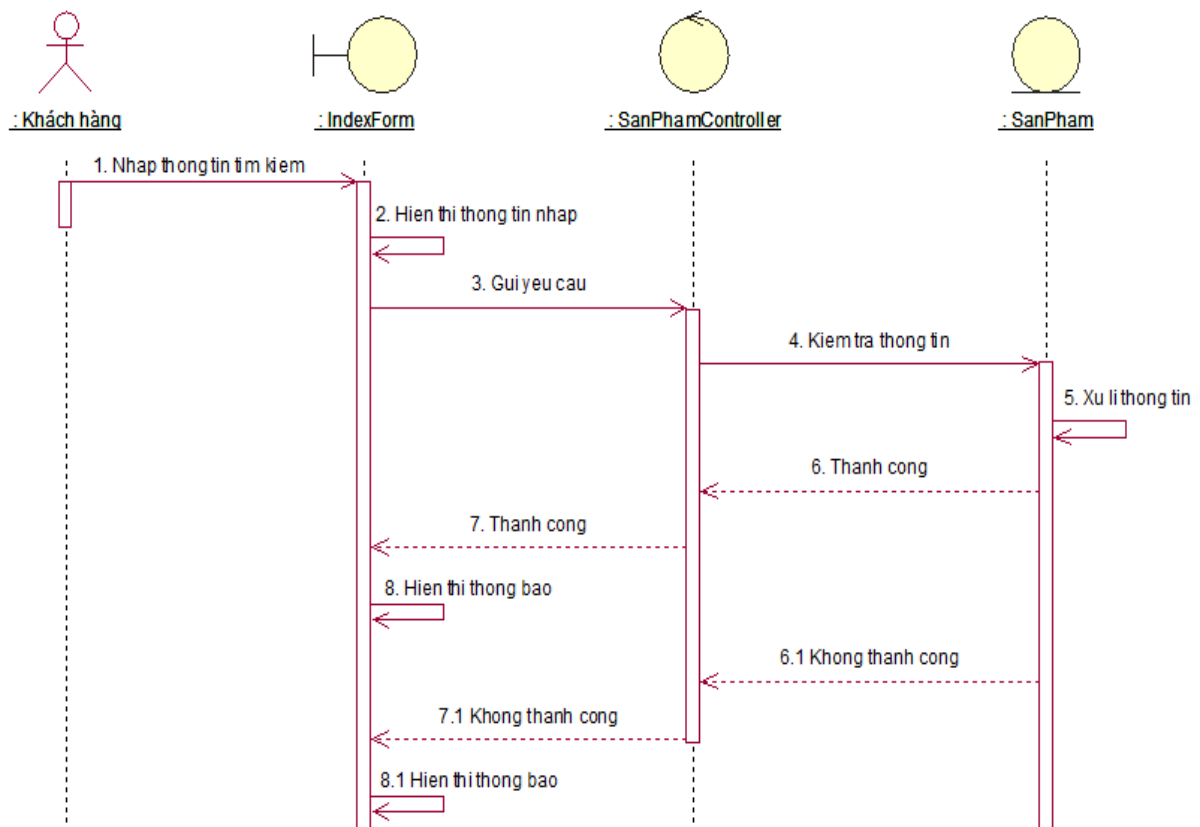 : Khách hàng
: IndexForm
: SanPhamController
: SanPham
1. Nhap thong tin tim kiem
2. Hien thi thong tin nhap
3. Gui yeu cau
4. Kiem tra thong tin
5. Xu li thong tin
6. Thanh cong
7. Thanh cong
8. Hien thi thong bao
6.1 Khong thanh cong
7.1 Khong thanh cong
8.1 Hien thi thong bao